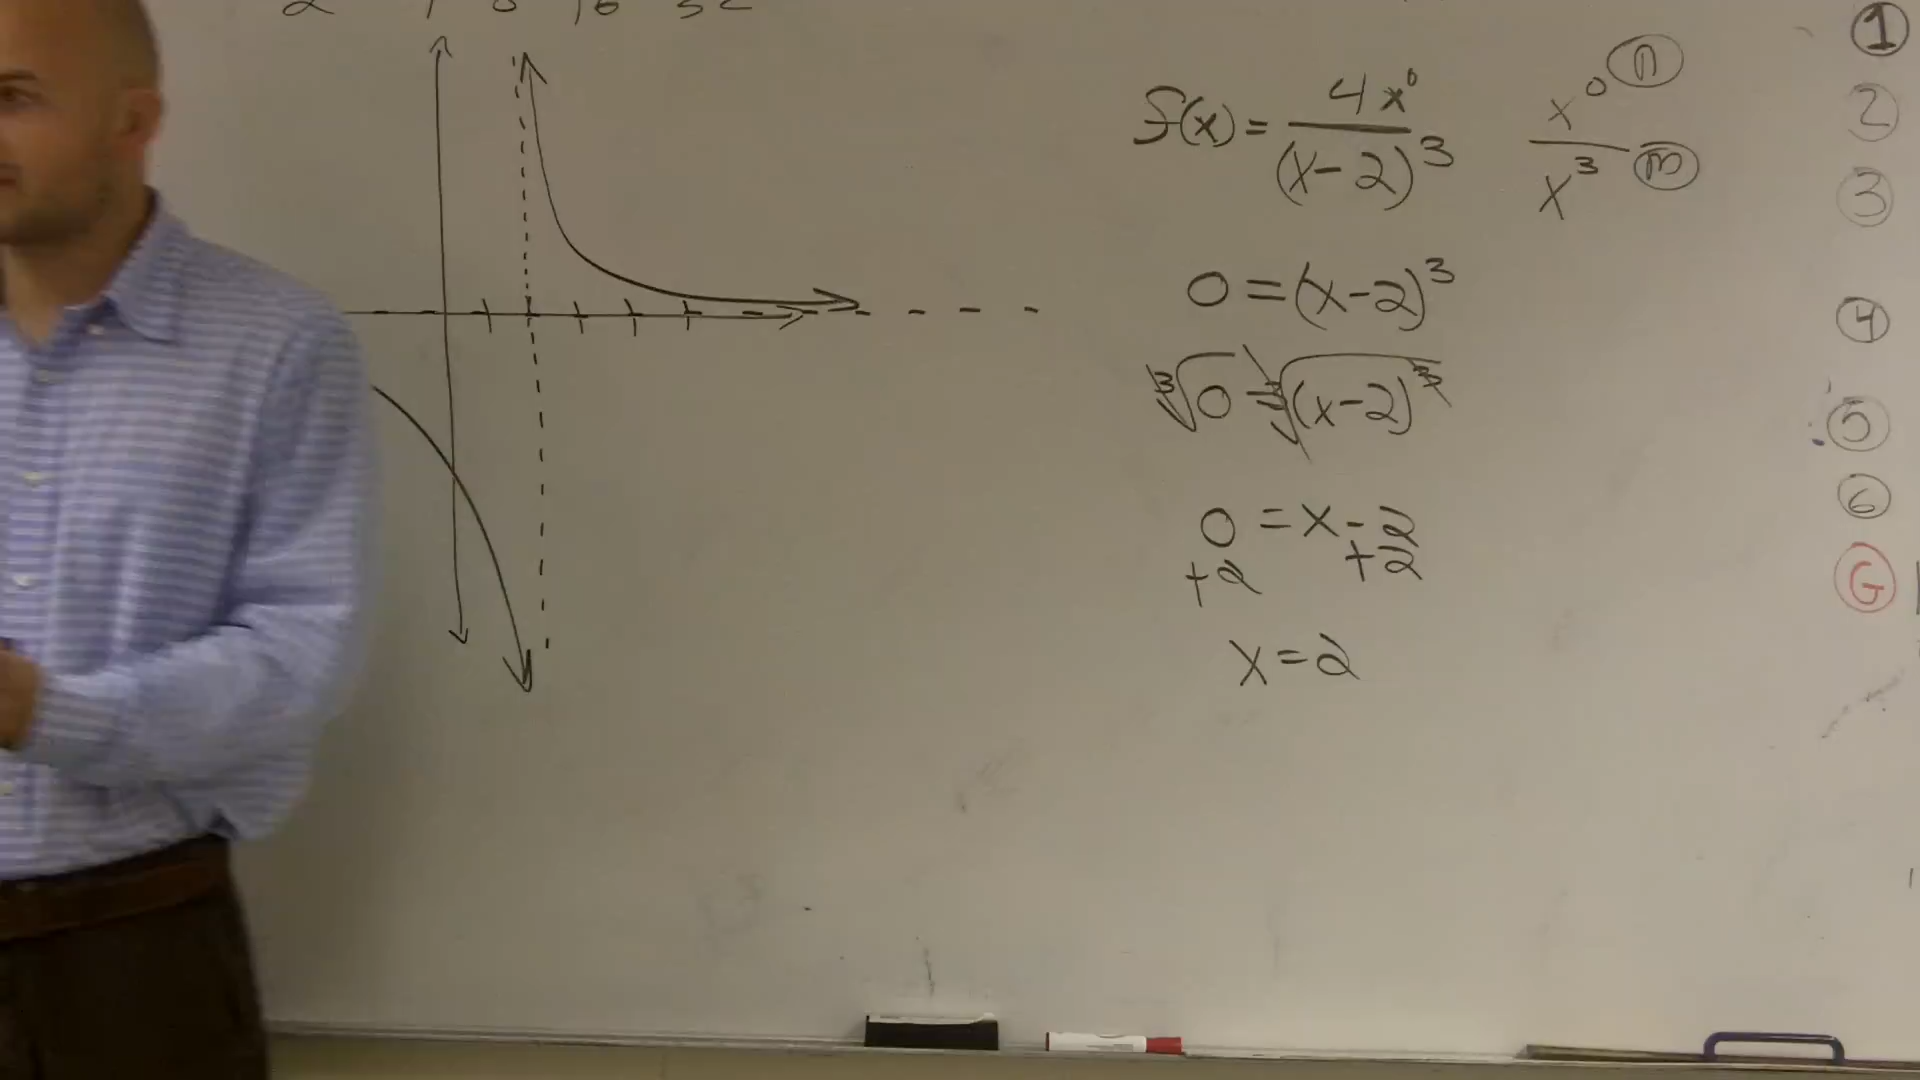 2 4 8 16 32
f(x) = 4x⁰ / (x-2)³
x⁰ ⓝ / x³ ⓜ
0 = (x-2)³
∛0 = ∛(x-2)³
0 = x - 2
+2 +2
x = 2
①
②
③
④
⑤
⑥
Ⓖ